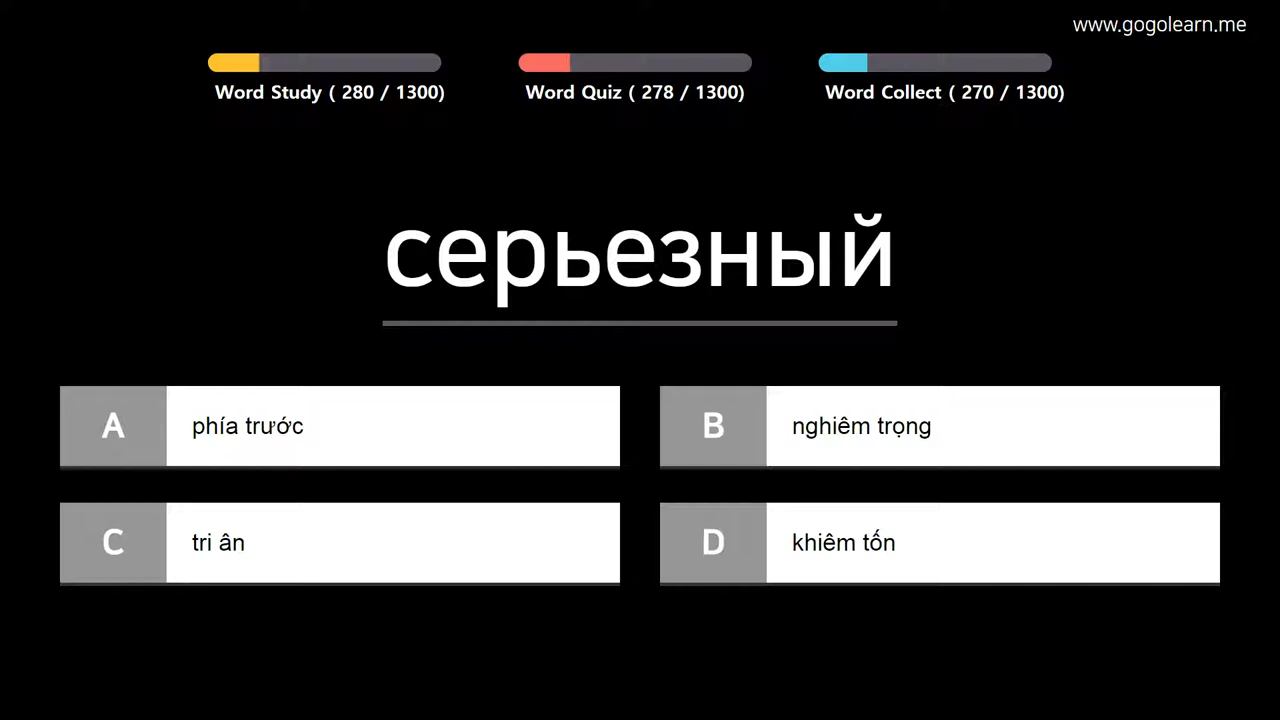 www.gogolearn.me
Word Study ( 280 / 1300)
Word Quiz ( 278 / 1300)
Word Collect ( 270 / 1300)
серьезный
A phía trước
B nghiêm trọng
C tri ân
D khiêm tốn